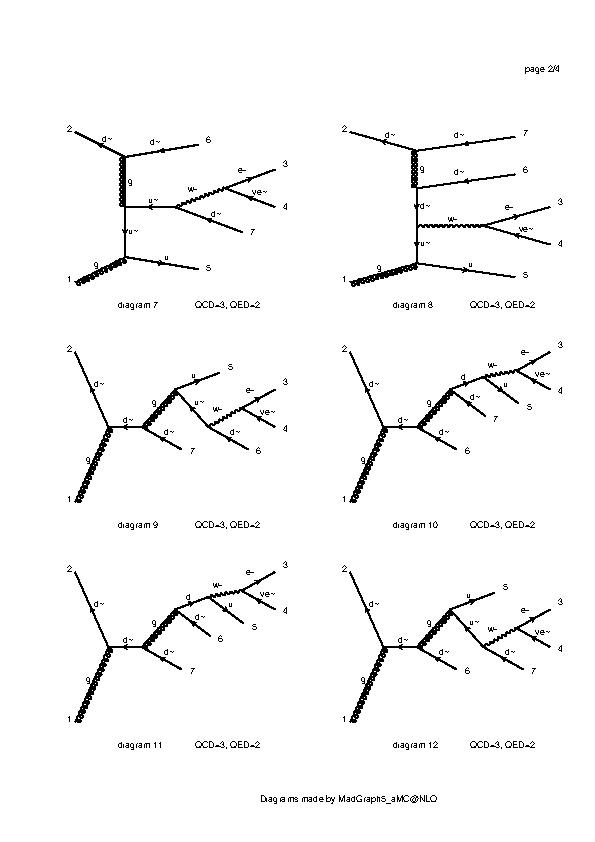 page 2/4
2 d~ d~ 6
g e- 3
w-
u~ ve~ 4
d~ 7
u~
g u 5
1
diagram 7 QCD=3, QED=2
2 d~ d~ 7
g d~ 6
d~ e- 3
w-
u~ ve~ 4
g u 5
1
diagram 8 QCD=3, QED=2
2 u 5
d~ g e- 3
u~ w- ve~
d~ d~ 4
g d~ 6
7
1
diagram 9 QCD=3, QED=2
2 e- 3
w-
d~ d ve~
g u 4
d~ 5
d~ 7
g d~ 6
1
diagram 10 QCD=3, QED=2
2 e- 3
w-
d~ d ve~
g u 4
d~ 5
d~ 6
g d~ 7
1
diagram 11 QCD=3, QED=2
2 u 5
d~ g e- 3
u~ w- ve~
d~ d~ 4
g d~ 7
6
1
diagram 12 QCD=3, QED=2
Diagrams made by MadGraph5_aMC@NLO